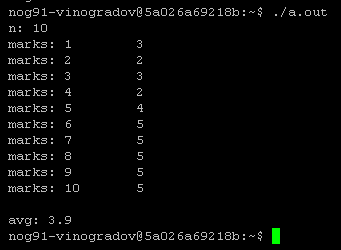 nog91-vinogradov@5a026a69218b:~$ ./a.out
n: 10
marks: 1 3
marks: 2 2
marks: 3 3
marks: 4 2
marks: 5 4
marks: 6 5
marks: 7 5
marks: 8 5
marks: 9 5
marks: 10 5
avg: 3.9
nog91-vinogradov@5a026a69218b:~$